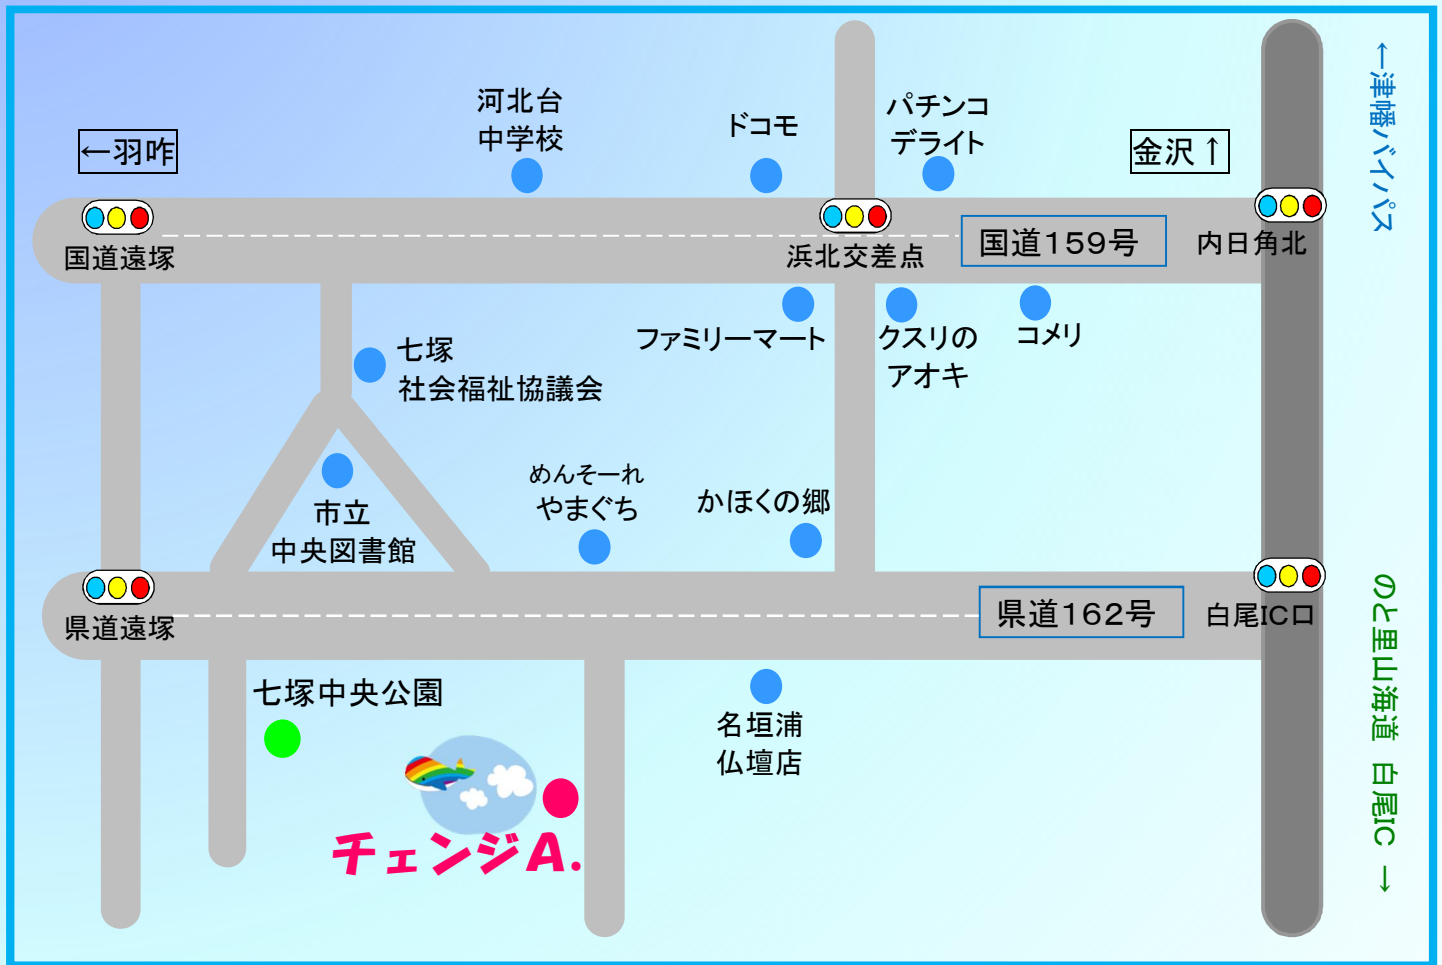 河北台
中学校
ドコモ
パチンコ
デライト
←羽咋
金沢↑
←津幡バイパス
国道遠塚
浜北交差点
国道159号
内日角北
ファミリーマート
クスリの
アオキ
コメリ
七塚
社会福祉協議会
めんそーれ
やまぐち
かほくの郷
市立
中央図書館
県道遠塚
県道162号
白尾IC口
のと里山海道 白尾IC →
七塚中央公園
名垣浦
仏壇店
チェンジA.